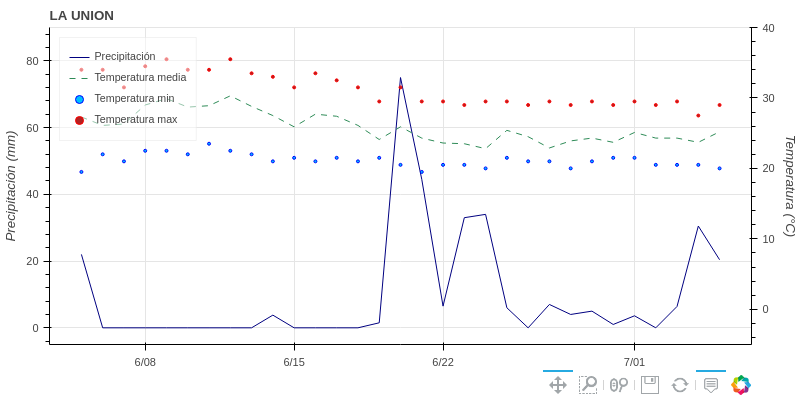 LA UNION
Precipitación
Temperatura media
Temperatura min
Temperatura max
Precipitación (mm)
80
60
40
20
0
Temperatura (°C)
40
30
20
10
0
6/08 6/15 6/22 7/01